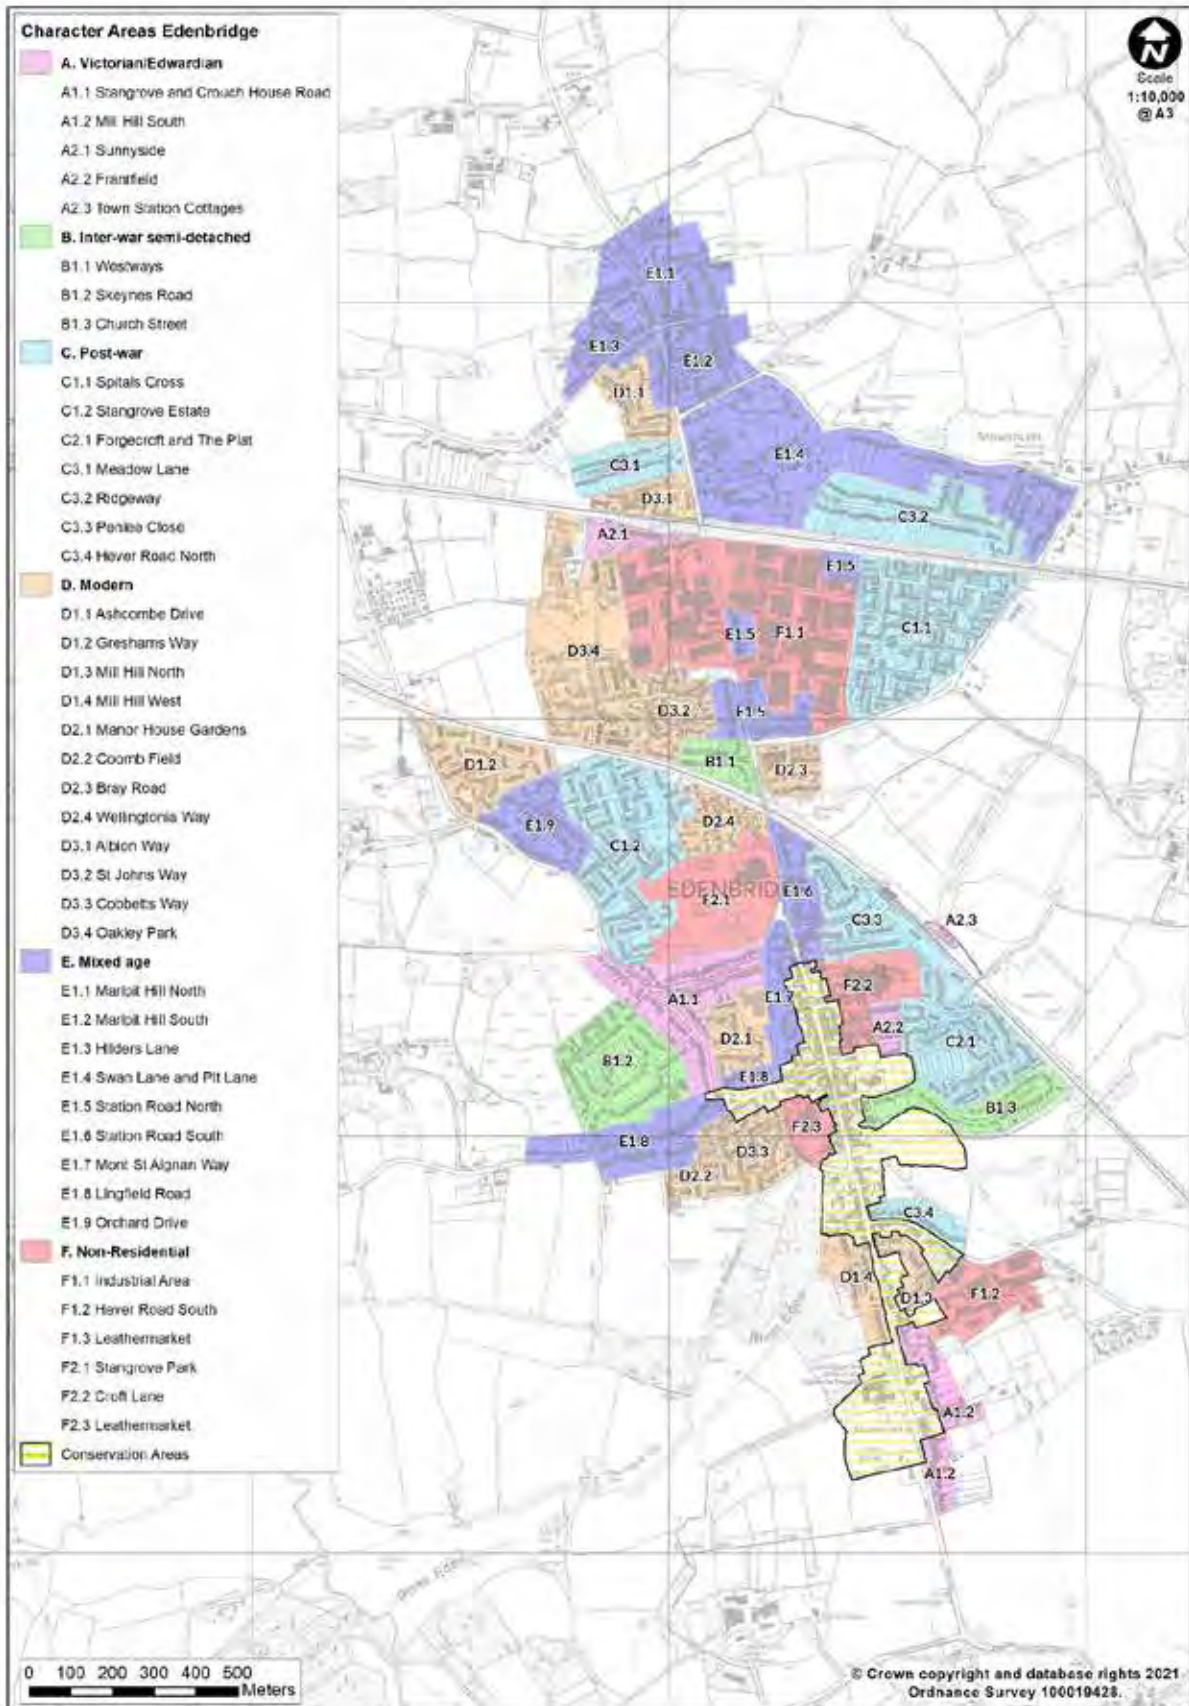 Character Areas Edenbridge
A. Victorian/Edwardian
A1.1 Stangrove and Crouch House Road
A1.2 Mill Hill South
A2.1 Sunnyside
A2.2 Frantfield
A2.3 Town Station Cottages
B. Inter-war semi-detached
B1.1 Westways
B1.2 Skeynes Road
B1.3 Church Street
C. Post-war
C1.1 Spitals Cross
C1.2 Stangrove Estate
C2.1 Forgecroft and The Plat
C3.1 Meadow Lane
C3.2 Ridgeway
C3.3 Penlee Close
C3.4 Hever Road North
D. Modern
D1.1 Ashcombe Drive
D1.2 Greshams Way
D1.3 Mill Hill North
D1.4 Mill Hill West
D2.1 Manor House Gardens
D2.2 Coomb Field
D2.3 Bray Road
D2.4 Wellingtonia Way
D3.1 Albion Way
D3.2 St Johns Way
D3.3 Cobbetts Way
D3.4 Oakley Park
E. Mixed age
E1.1 Marlpit Hill North
E1.2 Marlpit Hill South
E1.3 Hilders Lane
E1.4 Swan Lane and Pit Lane
E1.5 Station Road North
E1.6 Station Road South
E1.7 Mont St Aignan Way
E1.8 Lingfield Road
E1.9 Orchard Drive
F. Non-Residential
F1.1 Industrial Area
F1.2 Hever Road South
F1.3 Leathermarket
F2.1 Stangrove Park
F2.2 Croft Lane
F2.3 Leathermarket
Conservation Areas
N
Scale
1:10,000
@ A3
E1.1
E1.3
E1.2
D1.1
E1.4
C3.1
D3.1
C3.2
A2.1
E1.5
E1.5
F1.1
C1.1
D3.4
D3.2
E1.5
B1.1
D2.3
D1.2
E1.9
C1.2
D2.4
EDENBRID
F2.1
E1.6
C3.3
A2.3
A1.1
E1.7
F2.2
A2.2
D2.1
C2.1
B1.2
E1.8
B1.3
F2.3
E1.8
D3.3
D2.2
C3.4
D1.4
D1.3
F1.2
River Eden
A1.2
A1.2
River Eden
0 100 200 300 400 500
Meters
© Crown copyright and database rights 2021
Ordnance Survey 100019428.